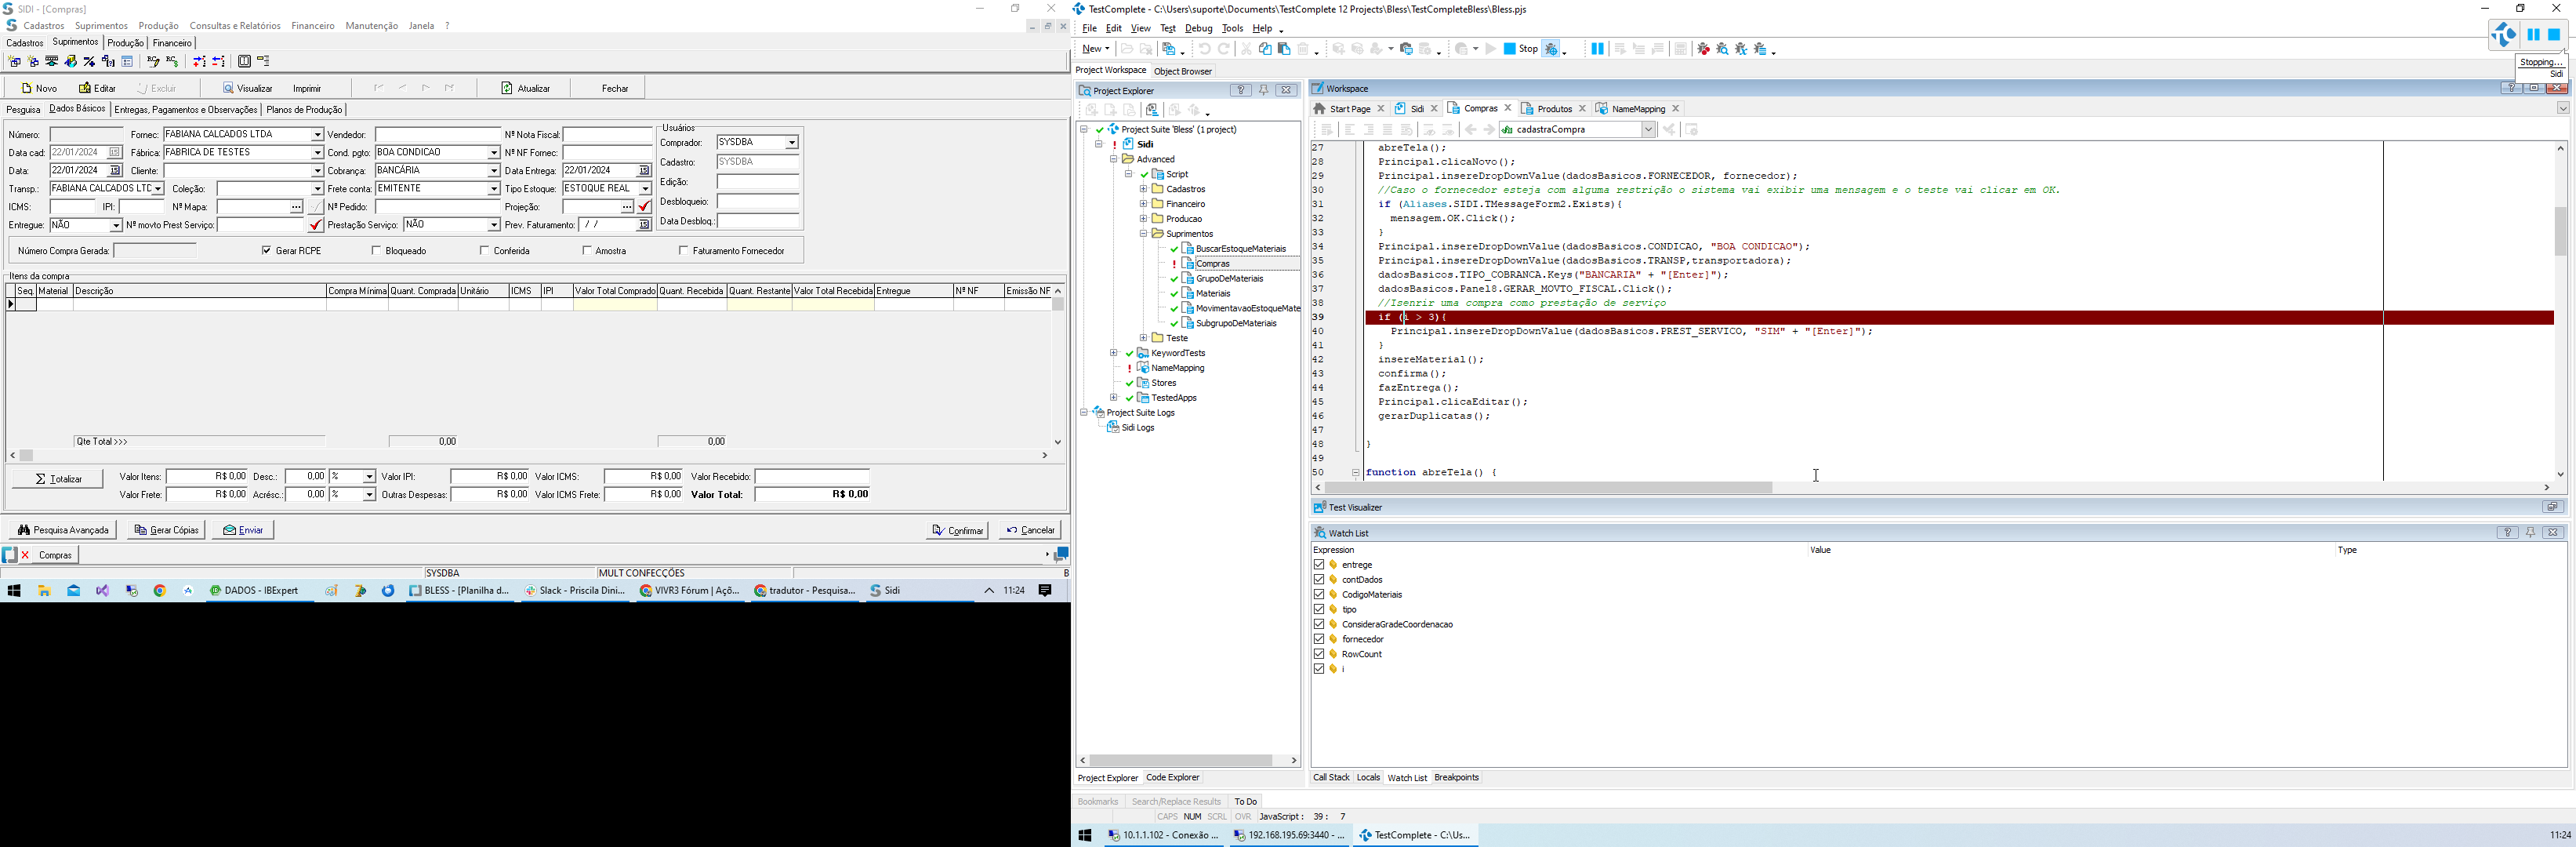 SIDI - [Compras]
Cadastros Suprimentos Produção Consultas e Relatórios Financeiro Manutenção Janela ?
Cadastros Suprimentos Produção Financeiro
Novo Editar Excluir Visualizar Imprimir Atualizar Fechar
Pesquisa Dados Básicos Entregas, Pagamentos e Observações Planos de Produção
Número: Fornec: FABIANA CALCADOS LTDA Vendedor: Nº Nota Fiscal:
Data cad: 22/01/2024 Fábrica: FABRICA DE TESTES Cond. pgto: BOA CONDICAO Nº NF Fornec:
Data: 22/01/2024 Cliente: Cobrança: BANCÁRIA Data Entrega: 22/01/2024
Transp.: FABIANA CALCADOS LTC Coleção: Frete conta: EMITENTE Tipo Estoque: ESTOQUE REAL
ICMS: IPI: Nº Mapa: Nº Pedido: Projeção:
Entregue: NÃO Nº movto Prest Serviço: Prestação Serviço: NÃO Prev. Faturamento: / /
Usuários
Comprador: SYSDBA
Cadastro: SYSDBA
Edição:
Desbloqueio:
Data Desbloq.:
Número Compra Gerada: Gerar RCPE Bloqueado Conferida Amostra Faturamento Fornecedor
Itens da compra
Seq. Material Descrição Compra Mínima Quant. Comprada Unitário ICMS IPI Valor Total Comprado Quant. Recebida Quant. Restante Valor Total Recebida Entregue Nº NF Emissão NF
Qte Total >>> 0,00 0,00
Totalizar Valor Itens: R$ 0,00 Desc.: 0,00 % Valor IPI: R$ 0,00 Valor ICMS: R$ 0,00 Valor Recebido:
Valor Frete: R$ 0,00 Acrésc.: 0,00 % Outras Despesas: R$ 0,00 Valor ICMS Frete: R$ 0,00 Valor Total: R$ 0,00
Pesquisa Avançada Gerar Cópias Enviar Confirmar Cancelar
Compras
SYSDBA MULT CONFECÇÕES B
DADOS - IBExpert BLESS - [Planilha d... Slack - Priscila Dini... VIVR3 Fórum | Açõ... tradutor - Pesquisa... Sidi 11:24
TestComplete - C:\Users\suporte\Documents\TestComplete 12 Projects\Bless\TestCompleteBless\Bless.pjs
File Edit View Test Debug Tools Help
New Stop
Stopping...
Sidi
Project Workspace Object Browser
Project Explorer
Project Suite 'Bless' (1 project)
Sidi
Advanced
Script
Cadastros
Financeiro
Producao
Suprimentos
BuscarEstoqueMateriais
Compras
GrupoDeMateriais
Materiais
MovimentavaoEstoqueMate
SubgrupoDeMateriais
Teste
KeywordTests
NameMapping
Stores
TestedApps
Project Suite Logs
Sidi Logs
Project Explorer Code Explorer
Workspace
Start Page Sidi Compras Produtos NameMapping
cadastraCompra
27 abreTela();
28 Principal.clicaNovo();
29 Principal.insereDropDownValue(dadosBasicos.FORNECEDOR, fornecedor);
30 //Caso o fornecedor esteja com alguma restrição o sistema vai exibir uma mensagem e o teste vai clicar em OK.
31 if (Aliases.SIDI.TMessageForm2.Exists){
32 mensagem.OK.Click();
33 }
34 Principal.insereDropDownValue(dadosBasicos.CONDICAO, "BOA CONDICAO");
35 Principal.insereDropDownValue(dadosBasicos.TRANSP,transportadora);
36 dadosBasicos.TIPO_COBRANCA.Keys("BANCARIA" + "[Enter]");
37 dadosBasicos.Panel8.GERAR_MOVTO_FISCAL.Click();
38 //Isenrir uma compra como prestação de serviço
39 if (i > 3){
40 Principal.insereDropDownValue(dadosBasicos.PREST_SERVICO, "SIM" + "[Enter]");
41 }
42 insereMaterial();
43 confirma();
44 fazEntrega();
45 Principal.clicaEditar();
46 gerarDuplicatas();
47
48 }
49
50 function abreTela() {
Test Visualizer
Watch List
Expression Value Type
entrege
contDados
CodigoMateriais
tipo
ConsideraGradeCoordenacao
fornecedor
RowCount
i
Call Stack Locals Watch List Breakpoints
Bookmarks Search/Replace Results To Do
CAPS NUM SCRL OVR JavaScript : 39 : 7
10.1.1.102 - Conexão ... 192.168.195.69:3440 - ... TestComplete - C:\Us... 11:24